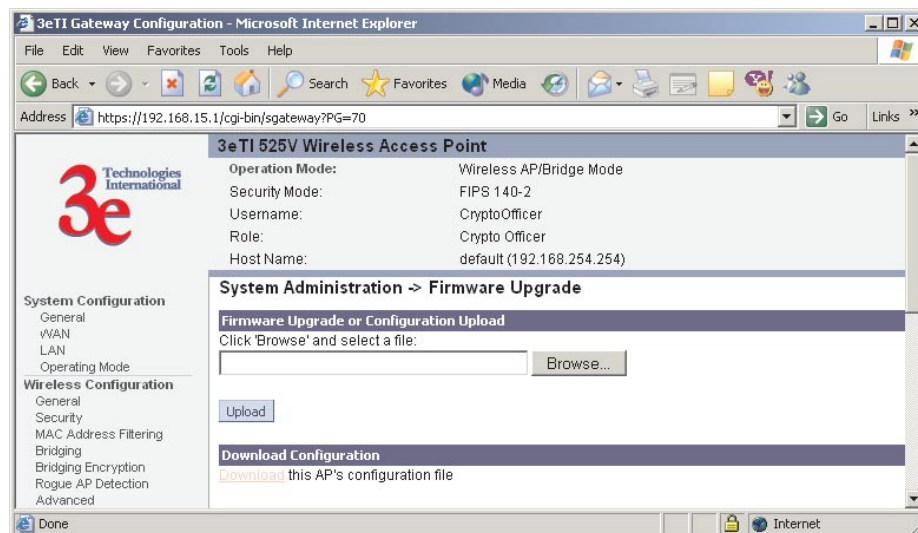 3eTI Gateway Configuration - Microsoft Internet Explorer
File Edit View Favorites Tools Help
Back Search Favorites Media
Address https://192.168.15.1/cgi-bin/sgateway?PG=70 Go Links »
3e Technologies International
3eTI 525V Wireless Access Point
Operation Mode: Wireless AP/Bridge Mode
Security Mode: FIPS 140-2
Username: CryptoOfficer
Role: Crypto Officer
Host Name: default (192.168.254.254)
System Configuration
General
WAN
LAN
Operating Mode
Wireless Configuration
General
Security
MAC Address Filtering
Bridging
Bridging Encryption
Rogue AP Detection
Advanced
System Administration -> Firmware Upgrade
Firmware Upgrade or Configuration Upload
Click 'Browse' and select a file:
Browse...
Upload
Download Configuration
Download this AP's configuration file
Done Internet